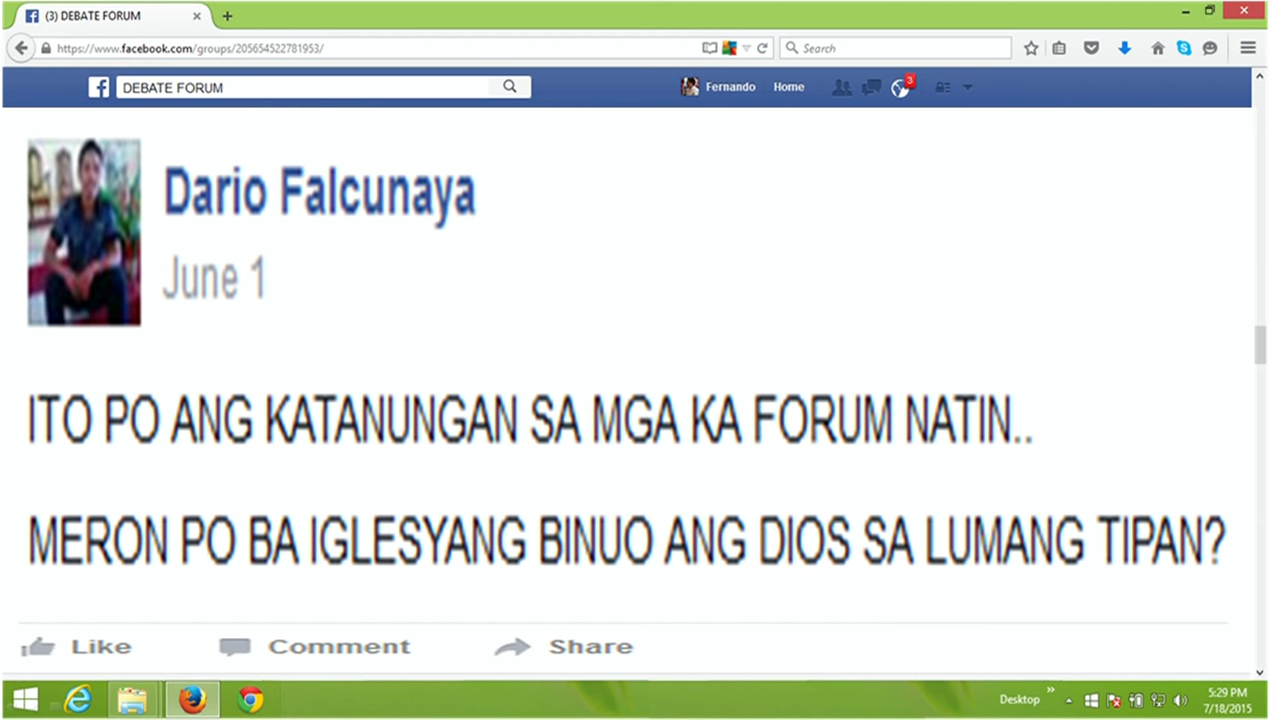 (3) DEBATE FORUM
https://www.facebook.com/groups/205654522781953/
Search
DEBATE FORUM
Fernando Home 3
Dario Falcunaya
June 1
ITO PO ANG KATANUNGAN SA MGA KA FORUM NATIN..
MERON PO BA IGLESYANG BINUO ANG DIOS SA LUMANG TIPAN?
Like Comment Share
Desktop
5:29 PM
7/18/2015